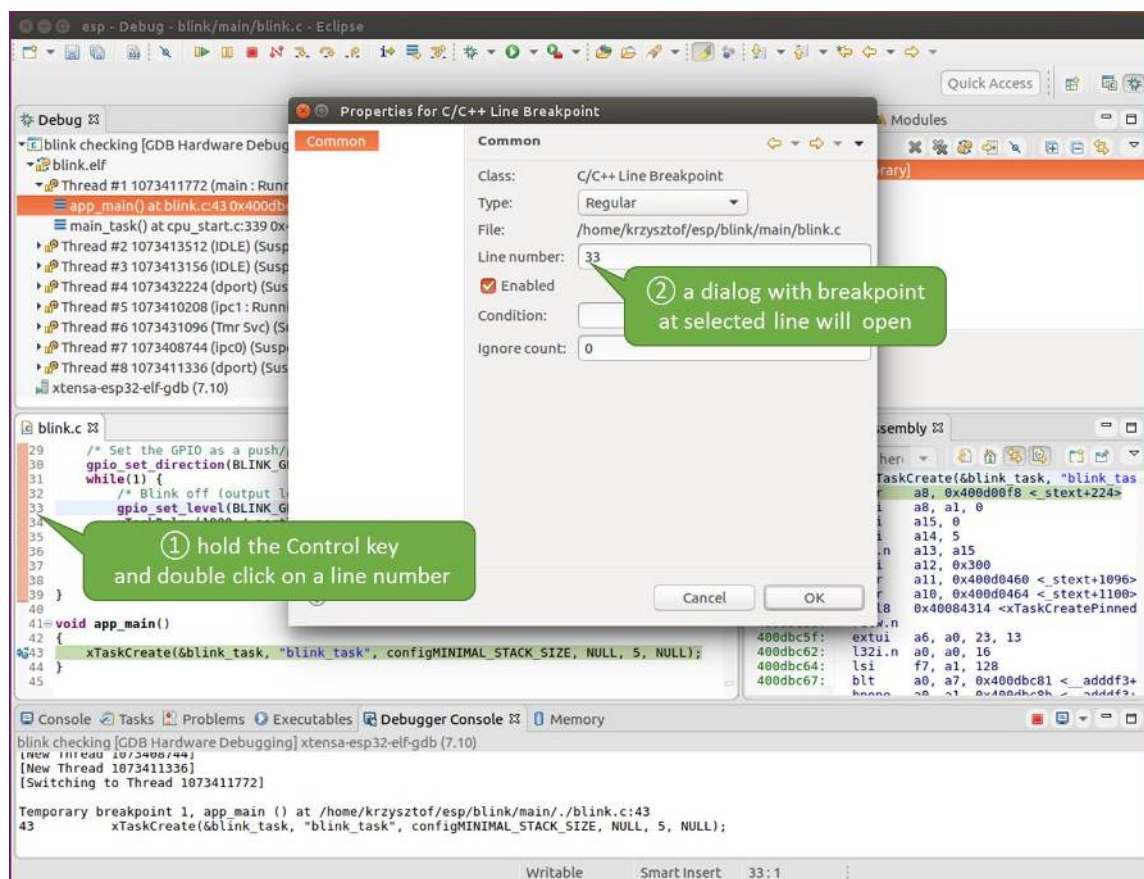 esp - Debug - blink/main/blink.c - Eclipse
Quick Access
Debug
blink checking [GDB Hardware Debug
blink.elf
Thread #1 1073411772 (main : Runn
app_main() at blink.c:43 0x400db
main_task() at cpu_start.c:339 0x4
Thread #2 1073413512 (IDLE) (Susp
Thread #3 1073413156 (IDLE) (Susp
Thread #4 1073432224 (dport) (Sus
Thread #5 1073410208 (ipc1 : Runni
Thread #6 1073431096 (Tmr Svc) (S
Thread #7 1073408744 (ipc0) (Susp
Thread #8 1073411336 (dport) (Sus
xtensa-esp32-elf-gdb (7.10)
Properties for C/C++ Line Breakpoint
Common
Common
Class: C/C++ Line Breakpoint
Type: Regular
File: /home/krzysztof/esp/blink/main/blink.c
Line number: 33
Enabled
Condition:
Ignore count: 0
② a dialog with breakpoint
at selected line will open
Cancel OK
Modules
rary]
blink.c
29 /* Set the GPIO as a push/
30 gpio_set_direction(BLINK_G
31 while(1) {
32 /* Blink off (output l
33 gpio_set_level(BLINK_G
34
35
36
37
38
39 }
40
41 void app_main()
42 {
43 xTaskCreate(&blink_task, "blink_task", configMINIMAL_STACK_SIZE, NULL, 5, NULL);
44 }
45
① hold the Control key
and double click on a line number
ssembly
her
TaskCreate(&blink_task, "blink_tas
r a8, 0x400d00f8 <_stext+224>
i a8, a1, 0
i a15, 0
i a14, 5
.n a13, a15
i a12, 0x300
r a11, 0x400d0460 <_stext+1096>
r a10, 0x400d0464 <_stext+1100>
l8 0x40084314 <xTaskCreatePinned
400dbc5f: extui a6, a0, 23, 13
400dbc62: l32i.n a0, a0, 16
400dbc64: lsi f7, a1, 128
400dbc67: blt a0, a7, 0x400dbc81 <__adddf3+
Console Tasks Problems Executables Debugger Console Memory
blink checking [GDB Hardware Debugging] xtensa-esp32-elf-gdb (7.10)
[New Thread 1073408744]
[New Thread 1073411336]
[Switching to Thread 1073411772]
Temporary breakpoint 1, app_main () at /home/krzysztof/esp/blink/main/./blink.c:43
43 xTaskCreate(&blink_task, "blink_task", configMINIMAL_STACK_SIZE, NULL, 5, NULL);
Writable Smart Insert 33 : 1